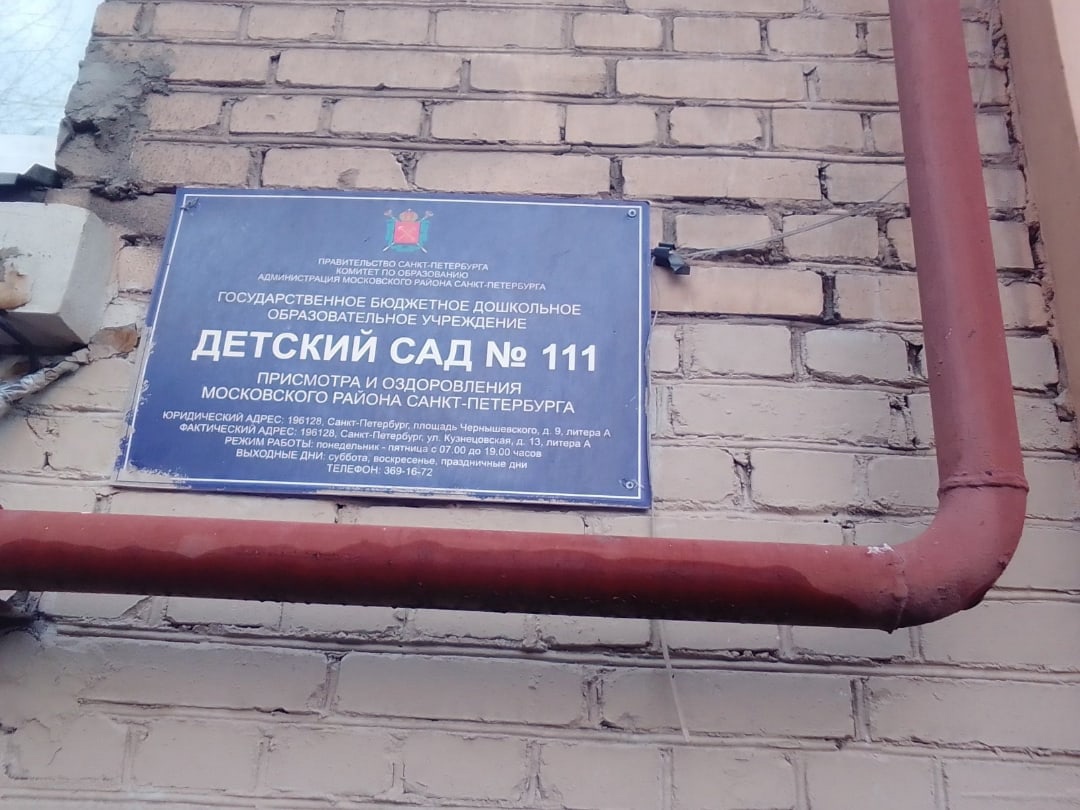 ПРАВИТЕЛЬСТВО САНКТ-ПЕТЕРБУРГА
КОМИТЕТ ПО ОБРАЗОВАНИЮ
АДМИНИСТРАЦИЯ МОСКОВСКОГО РАЙОНА САНКТ-ПЕТЕРБУРГА
ГОСУДАРСТВЕННОЕ БЮДЖЕТНОЕ ДОШКОЛЬНОЕ
ОБРАЗОВАТЕЛЬНОЕ УЧРЕЖДЕНИЕ
ДЕТСКИЙ САД № 111
ПРИСМОТРА И ОЗДОРОВЛЕНИЯ
МОСКОВСКОГО РАЙОНА САНКТ-ПЕТЕРБУРГА
ЮРИДИЧЕСКИЙ АДРЕС: 196128, Санкт-Петербург, площадь Чернышевского, д. 9, литера А
ФАКТИЧЕСКИЙ АДРЕС: 196128, Санкт-Петербург, ул. Кузнецовская, д. 13, литера А
РЕЖИМ РАБОТЫ: понедельник - пятница с 07.00 до 19.00 часов
ВЫХОДНЫЕ ДНИ: суббота, воскресенье, праздничные дни
ТЕЛЕФОН: 369-16-72